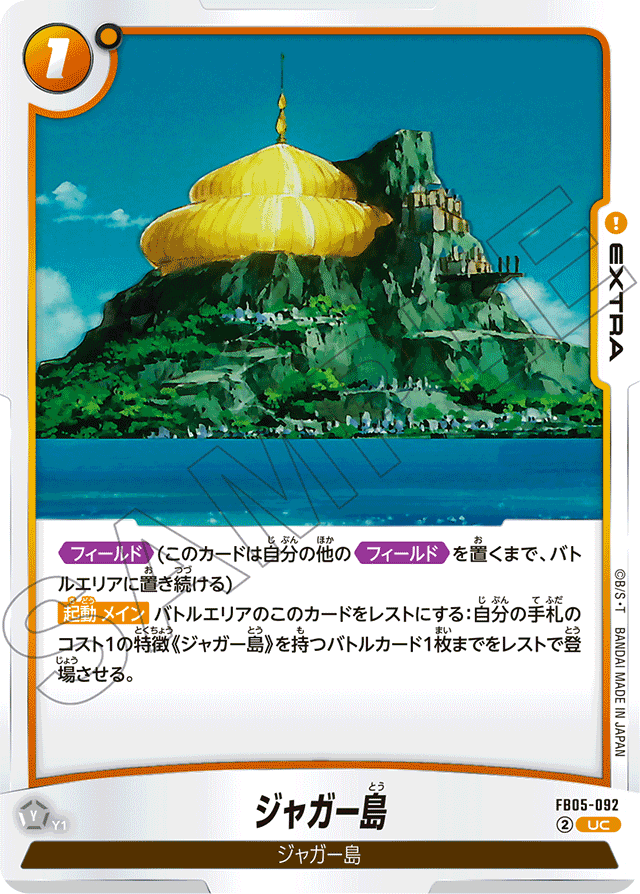 1
! EXTRA
フィールド (このカードは自分の他の フィールド を置くまで、バト
ルエリアに置き続ける)
起動 メイン バトルエリアのこのカードをレストにする：自分の手札の
コスト1の特徴《ジャガー島》を持つバトルカード1枚までをレストで登
場させる。
SAMPLE
©B/S・T BANDAI MADE IN JAPAN
ジャガー島
FB05-092
2 UC
Y Y1
ジャガー島